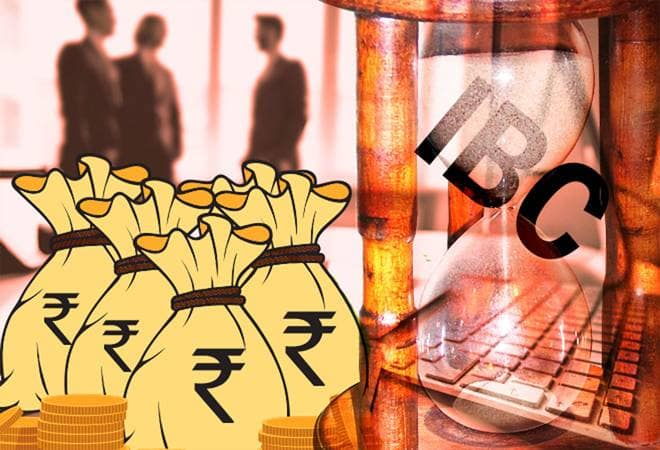 ₹ ₹ ₹ ₹
IBC